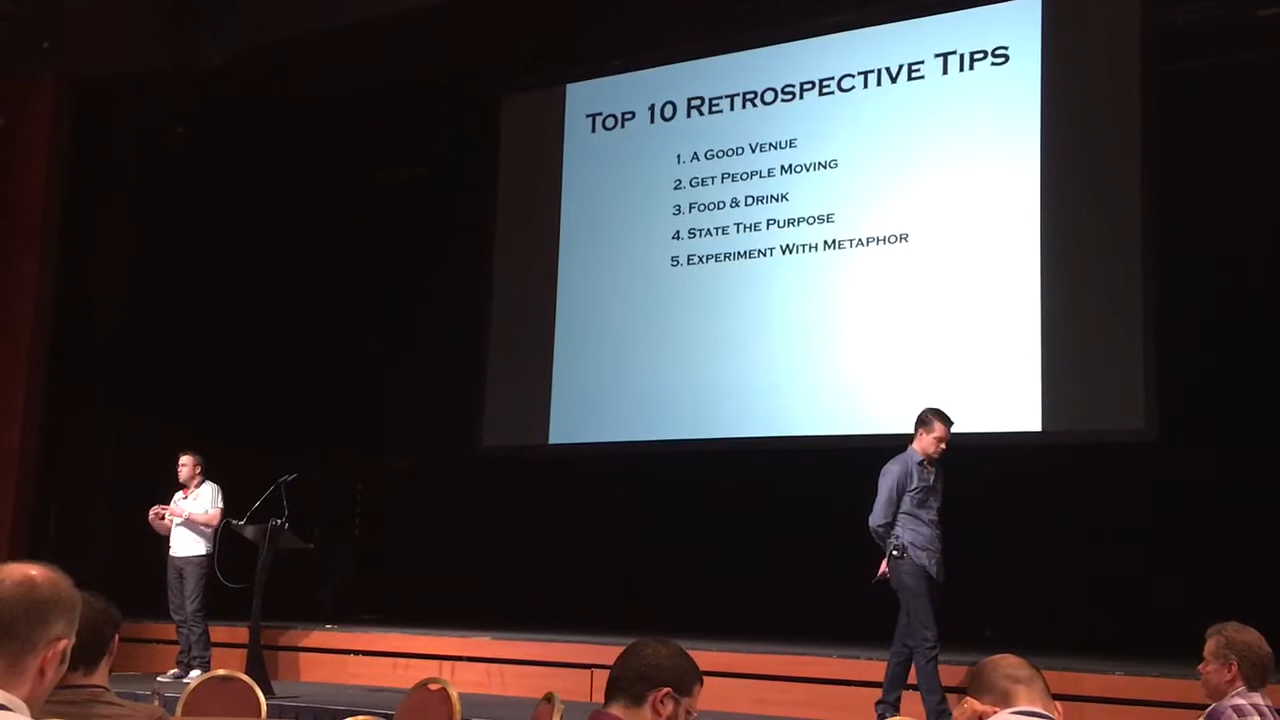 Top 10 Retrospective Tips
1. A Good Venue
2. Get People Moving
3. Food & Drink
4. State The Purpose
5. Experiment With Metaphor